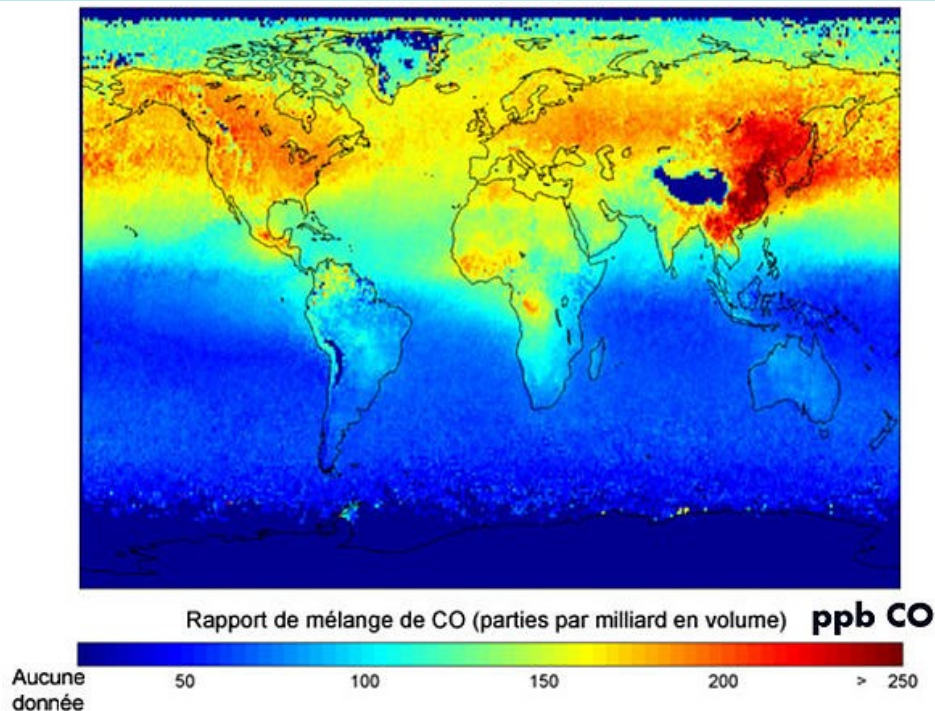 Rapport de mélange de CO (parties par milliard en volume) ppb CO
Aucune donnée
50 100 150 200 > 250